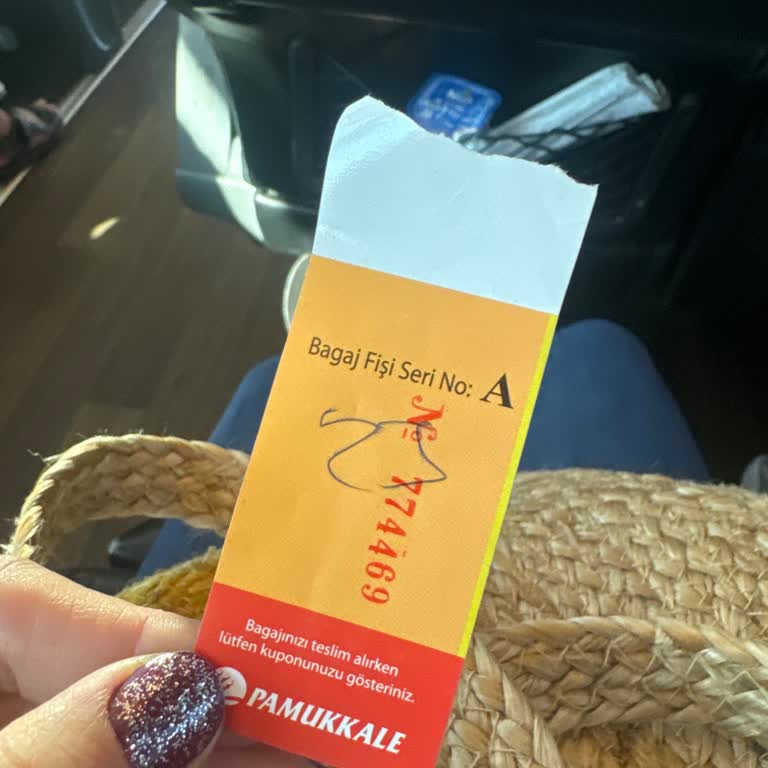 Bagaj Fişi Seri No: A
№ 774469
Bagajınızı teslim alırken
lütfen kuponunuzu gösteriniz.
PAMUKKALE